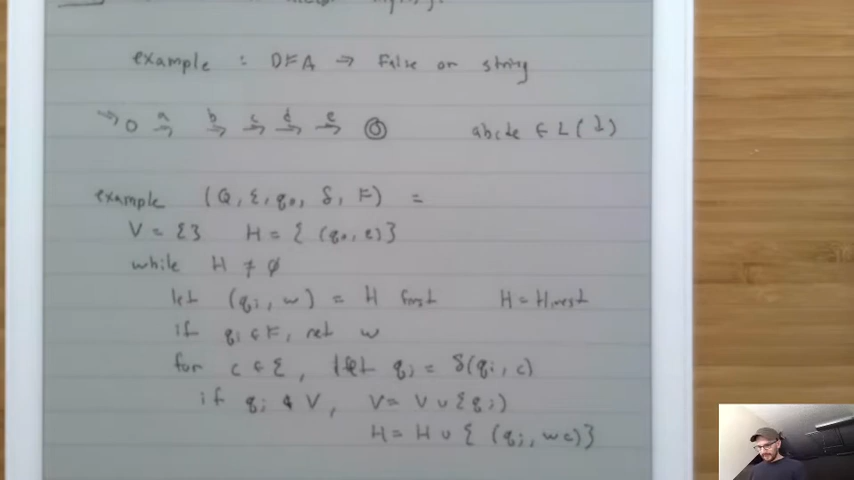 example : DFA → False or string
→ O a→ b→ c→ d→ e→ ◎ abcde ∈ L( )
example (Q, Σ, q₀, δ, F) =
V = {} H = { (q₀, ε)}
while H ≠ ∅
let (qᵢ, w) = H first H = H.rest
if qᵢ ∈ F, ret w
for c ∈ Σ, let qⱼ = δ(qᵢ, c)
if qⱼ ∉ V, V = V ∪ {qⱼ)
H = H ∪ { (qⱼ, wc)}